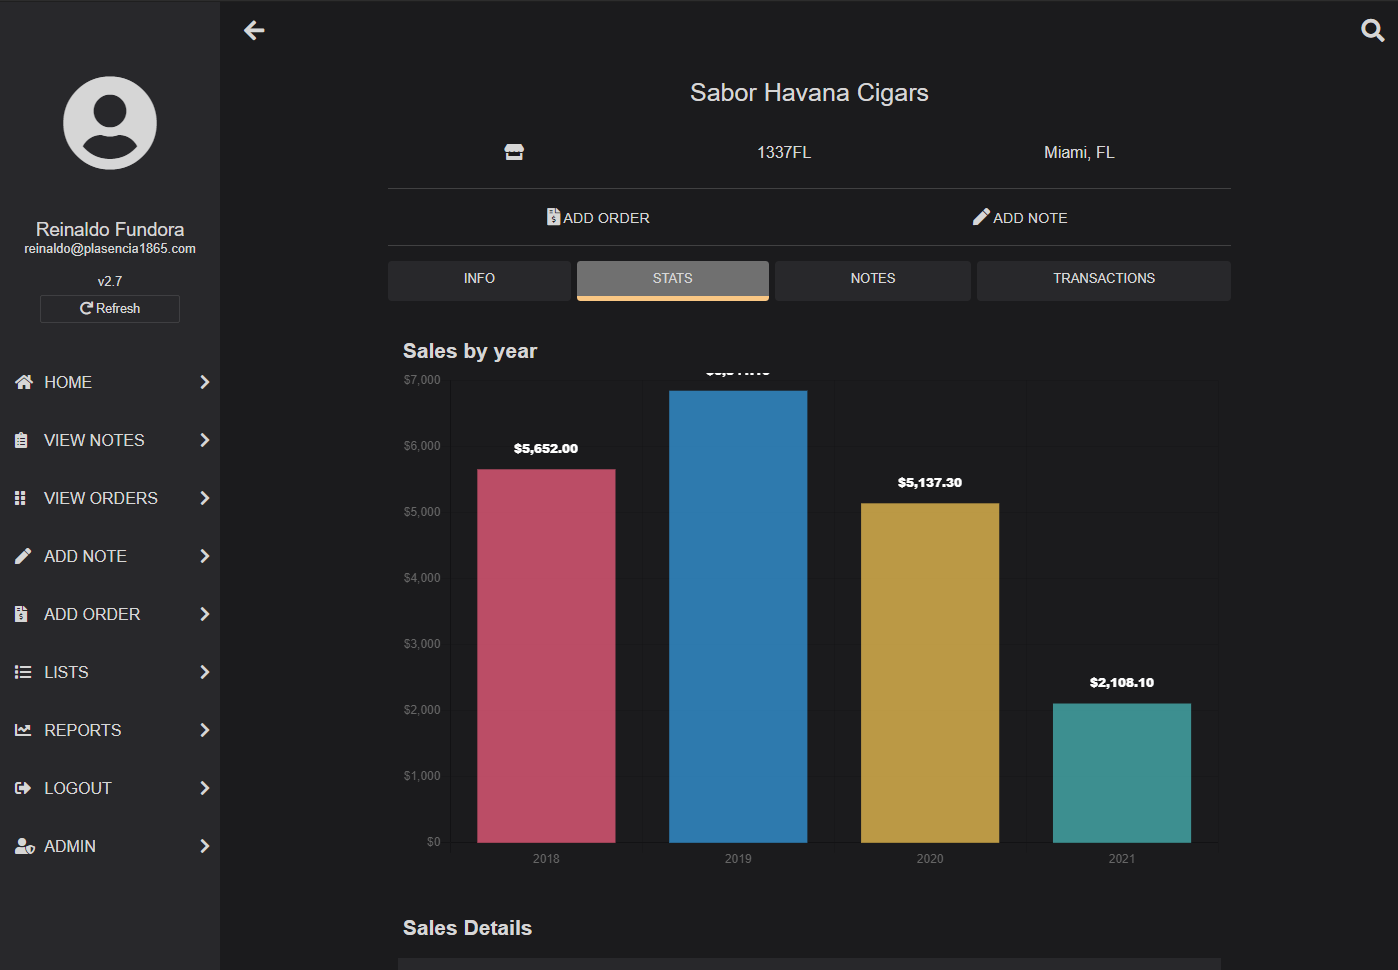 Sabor Havana Cigars
1337FL
Miami, FL
ADD ORDER
ADD NOTE
INFO
STATS
NOTES
TRANSACTIONS
Reinaldo Fundora
reinaldo@plasencia1865.com
v2.7
Refresh
HOME
VIEW NOTES
VIEW ORDERS
ADD NOTE
ADD ORDER
LISTS
REPORTS
LOGOUT
ADMIN
Sales by year
$7,000
$6,000
$5,000
$4,000
$3,000
$2,000
$1,000
$0
$5,652.00
$5,137.30
$2,108.10
2018
2019
2020
2021
Sales Details